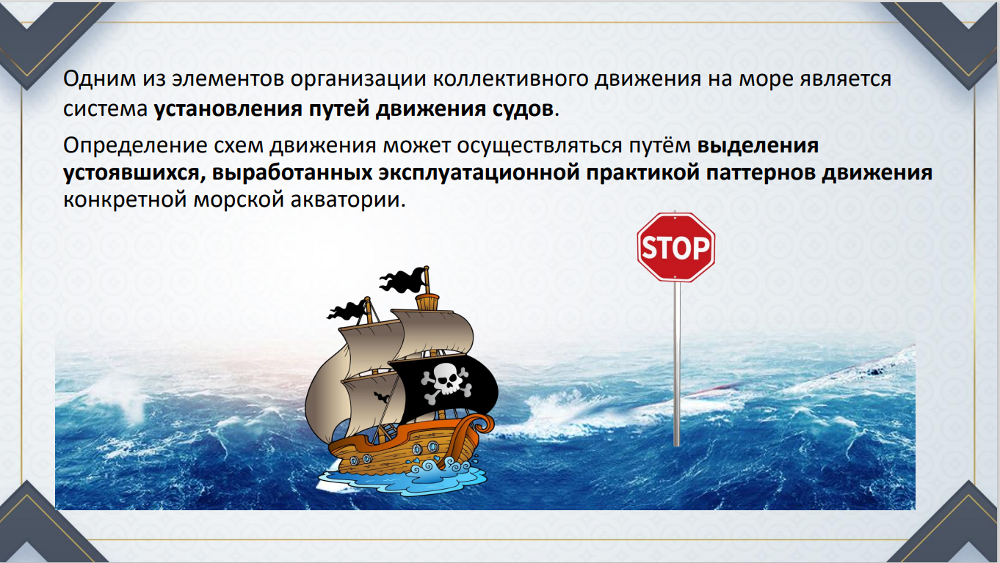 Одним из элементов организации коллективного движения на море является
система установления путей движения судов.
Определение схем движения может осуществляться путём выделения
устоявшихся, выработанных эксплуатационной практикой паттернов движения
конкретной морской акватории.
STOP